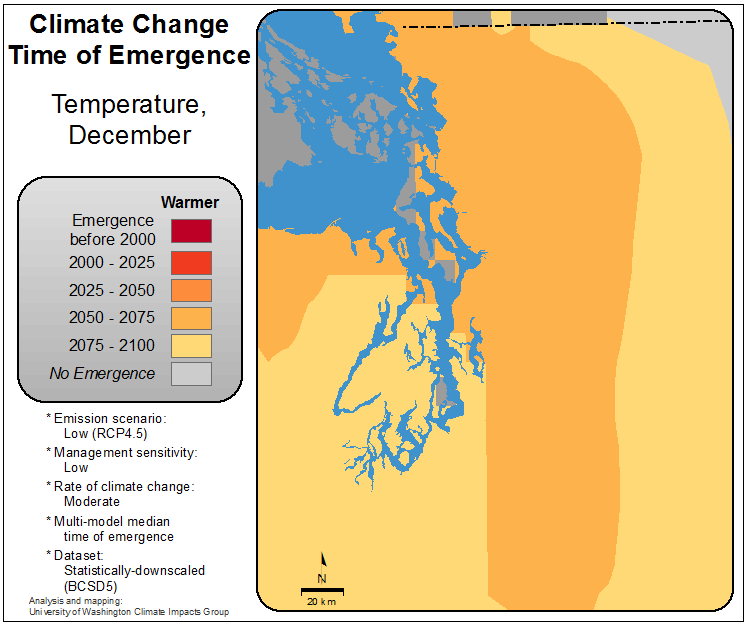 Climate Change
Time of Emergence
Temperature,
December
Warmer
Emergence
before 2000
2000 - 2025
2025 - 2050
2050 - 2075
2075 - 2100
No Emergence
* Emission scenario:
Low (RCP4.5)
* Management sensitivity:
Low
* Rate of climate change:
Moderate
* Multi-model median
time of emergence
* Dataset:
Statistically-downscaled
(BCSD5)
Analysis and mapping:
University of Washington Climate Impacts Group
N
20 km